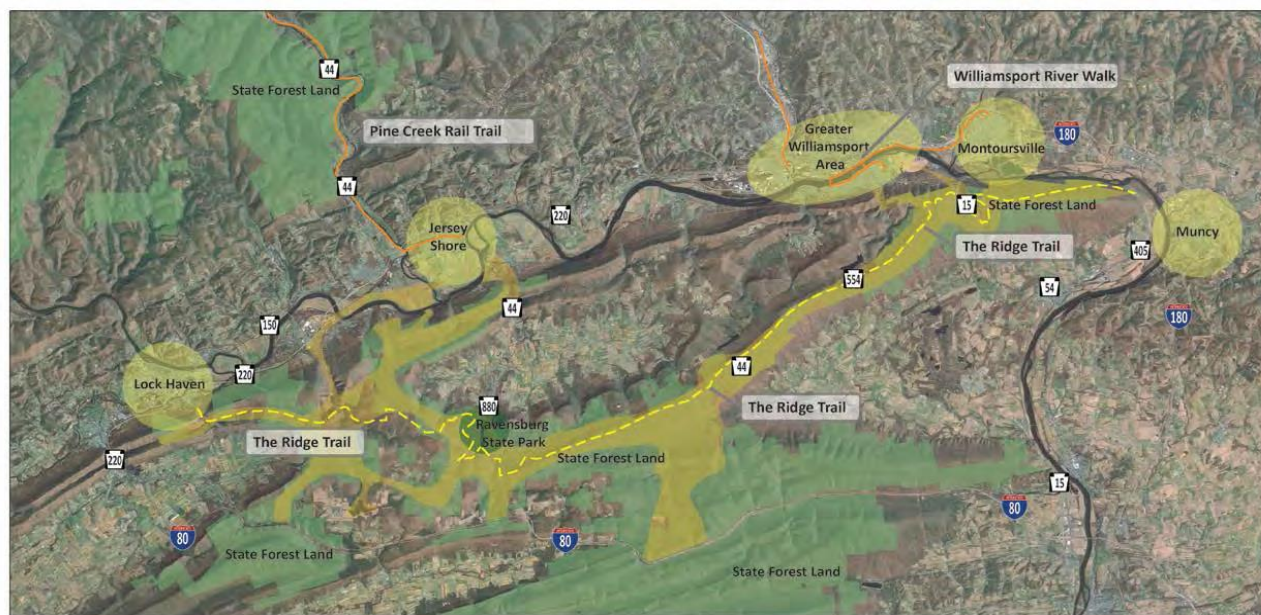 44
State Forest Land
Pine Creek Rail Trail
44
Williamsport River Walk
Greater
Williamsport
Area
180
Montoursville
15
State Forest Land
Muncy
Jersey
Shore
220
The Ridge Trail
405
554
54
44
180
150
Lock Haven
220
44
880
Ravensburg
State Park
The Ridge Trail
The Ridge Trail
State Forest Land
220
15
80
80
80
State Forest Land
State Forest Land